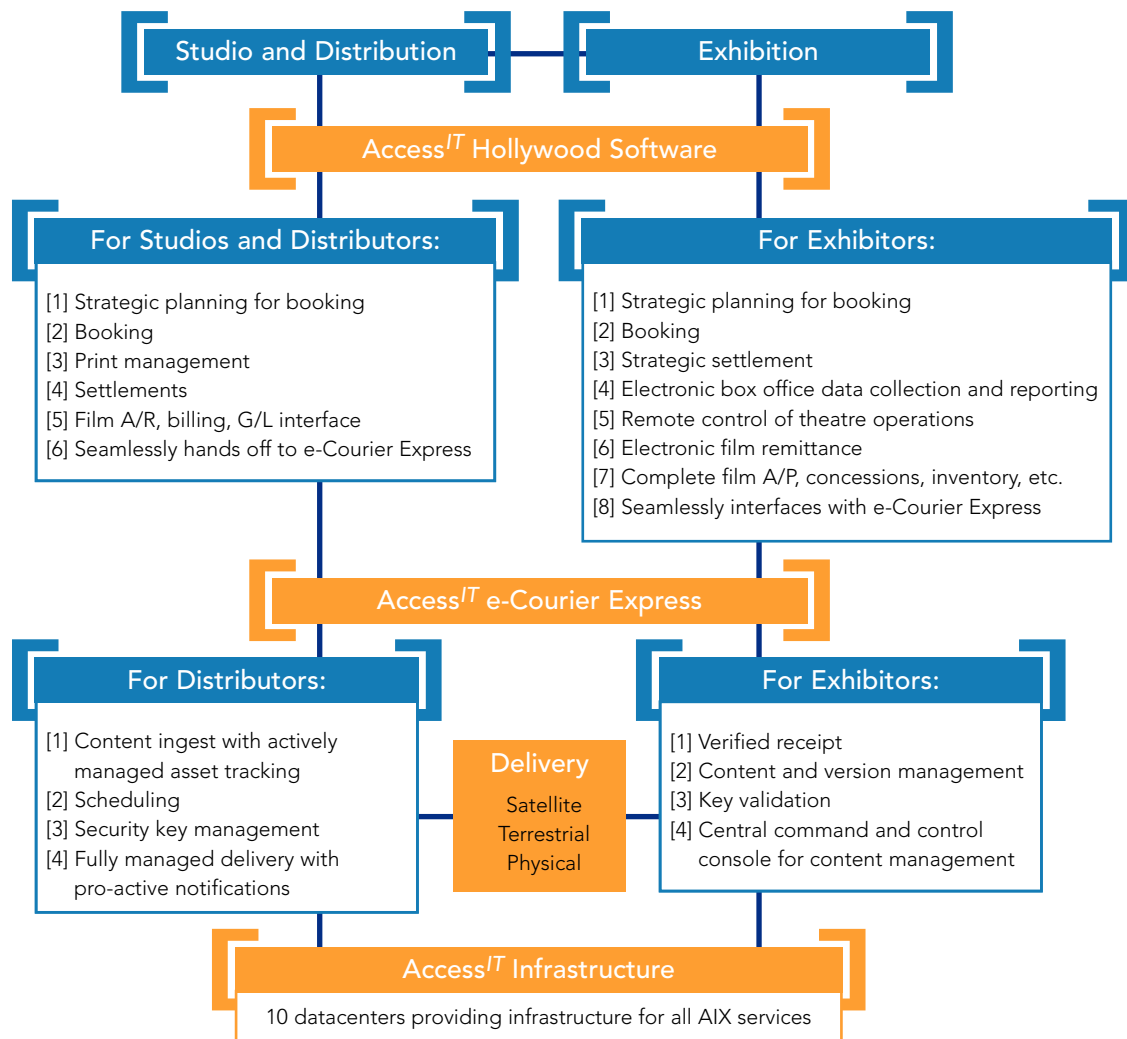 Studio and Distribution
Exhibition
Access IT Hollywood Software
For Studios and Distributors:
[1] Strategic planning for booking
[2] Booking
[3] Print management
[4] Settlements
[5] Film A/R, billing, G/L interface
[6] Seamlessly hands off to e-Courier Express
For Exhibitors:
[1] Strategic planning for booking
[2] Booking
[3] Strategic settlement
[4] Electronic box office data collection and reporting
[5] Remote control of theatre operations
[6] Electronic film remittance
[7] Complete film A/P, concessions, inventory, etc.
[8] Seamlessly interfaces with e-Courier Express
Access IT e-Courier Express
For Distributors:
[1] Content ingest with actively
managed asset tracking
[2] Scheduling
[3] Security key management
[4] Fully managed delivery with
pro-active notifications
Delivery
Satellite
Terrestrial
Physical
For Exhibitors:
[1] Verified receipt
[2] Content and version management
[3] Key validation
[4] Central command and control
console for content management
Access IT Infrastructure
10 datacenters providing infrastructure for all AIX services